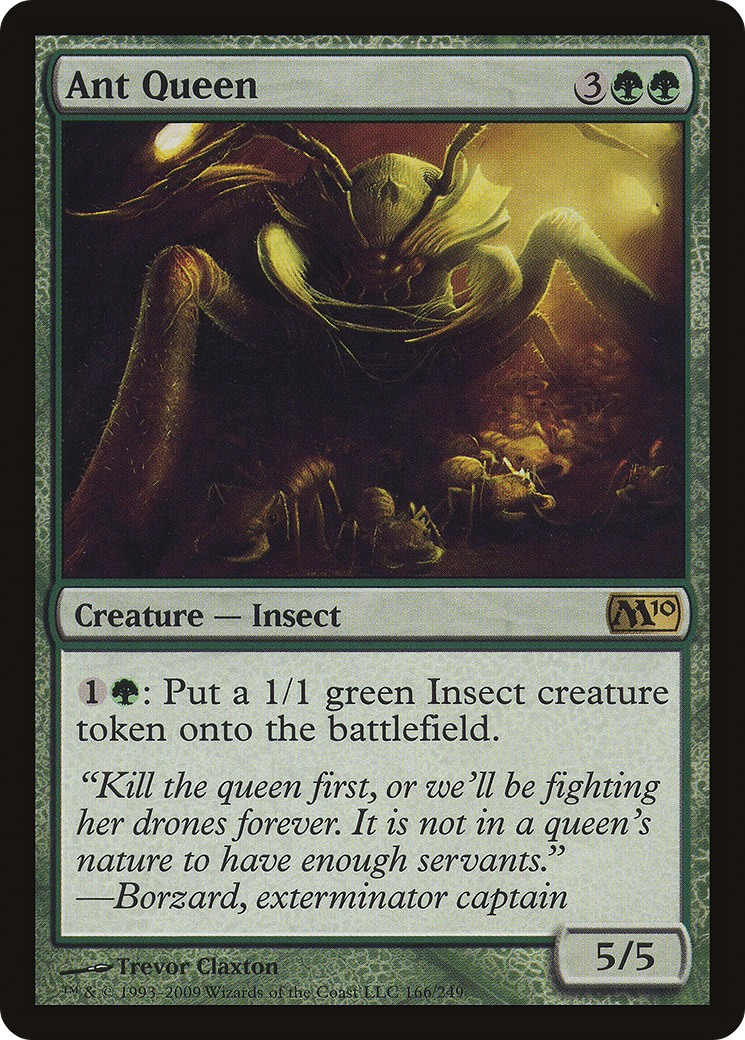 Ant Queen 3
Creature — Insect M10
1 : Put a 1/1 green Insect creature
token onto the battlefield.
“Kill the queen first, or we’ll be fighting
her drones forever. It is not in a queen’s
nature to have enough servants.”
—Borzard, exterminator captain
5/5
Trevor Claxton
™ & © 1993–2009 Wizards of the Coast LLC 166/249